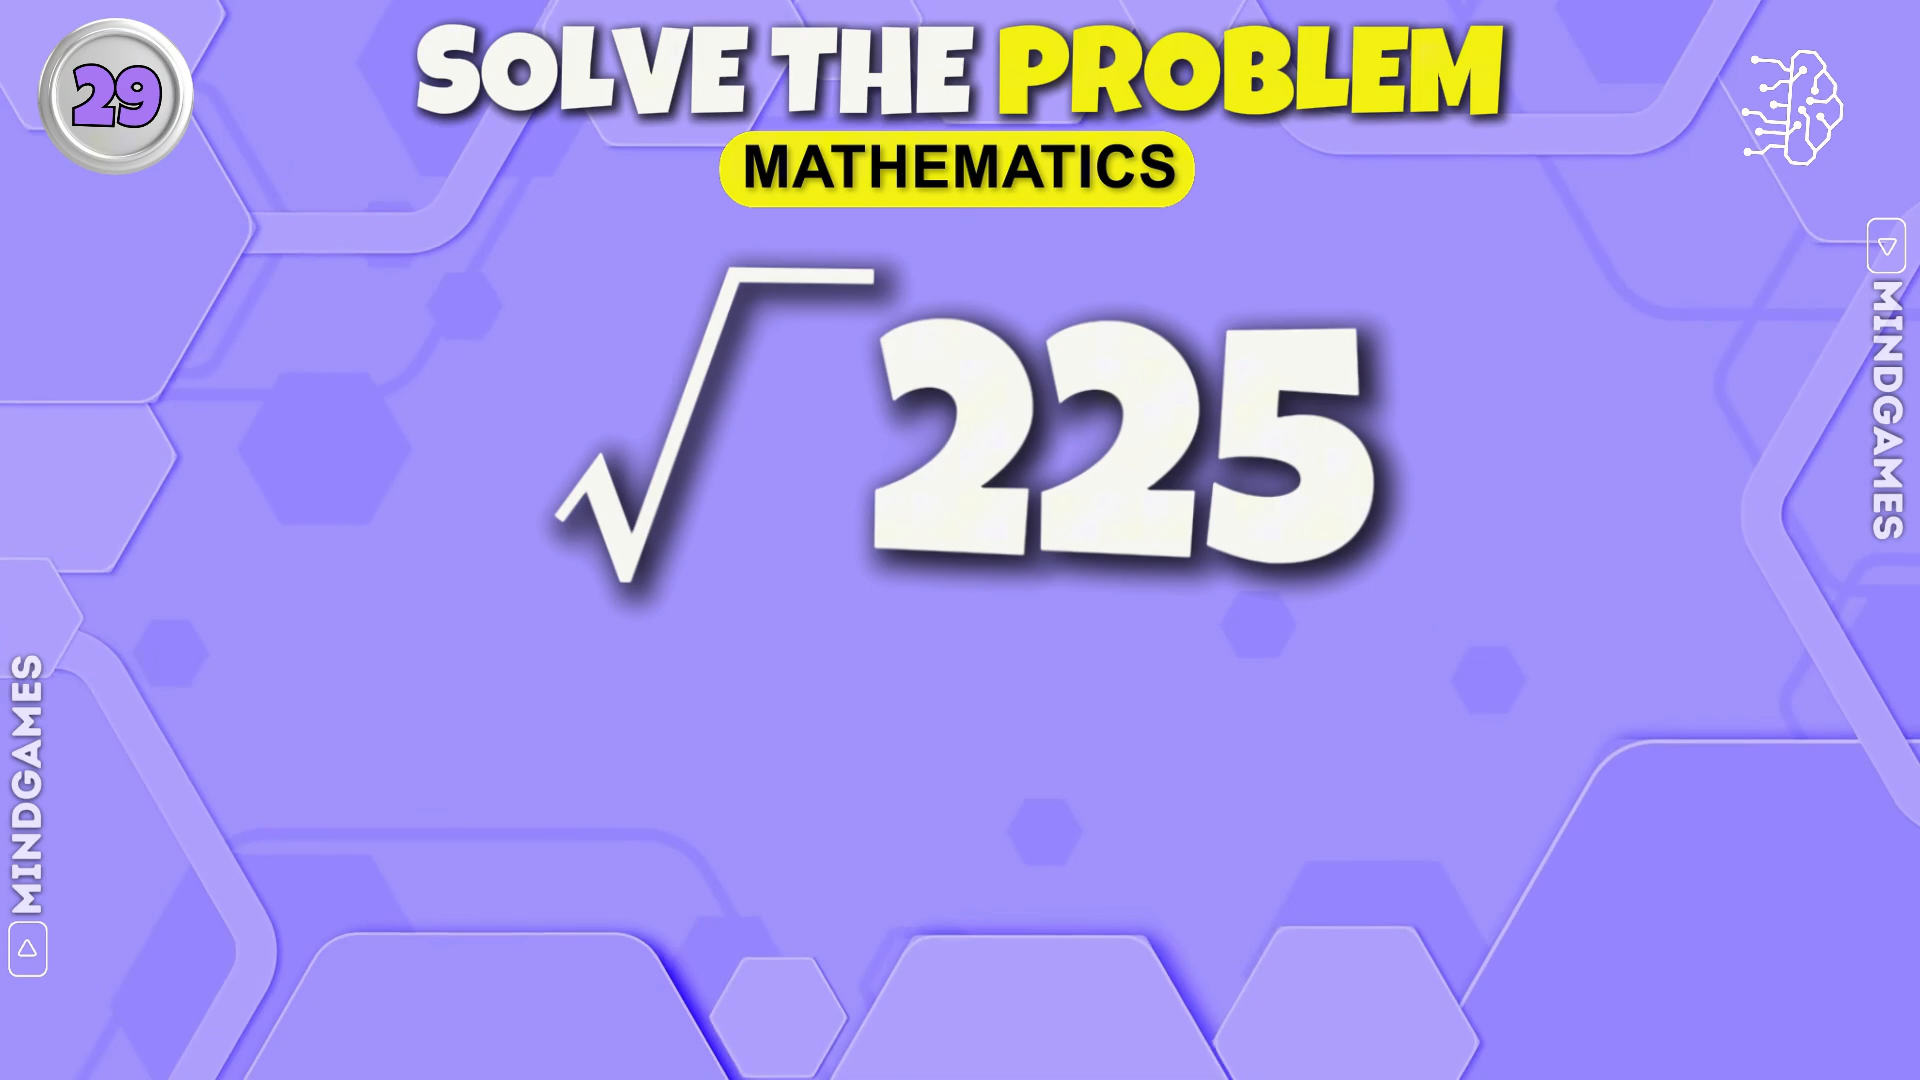 29
SOLVE THE PROBLEM
MATHEMATICS
√225
MINDGAMES
MINDGAMES